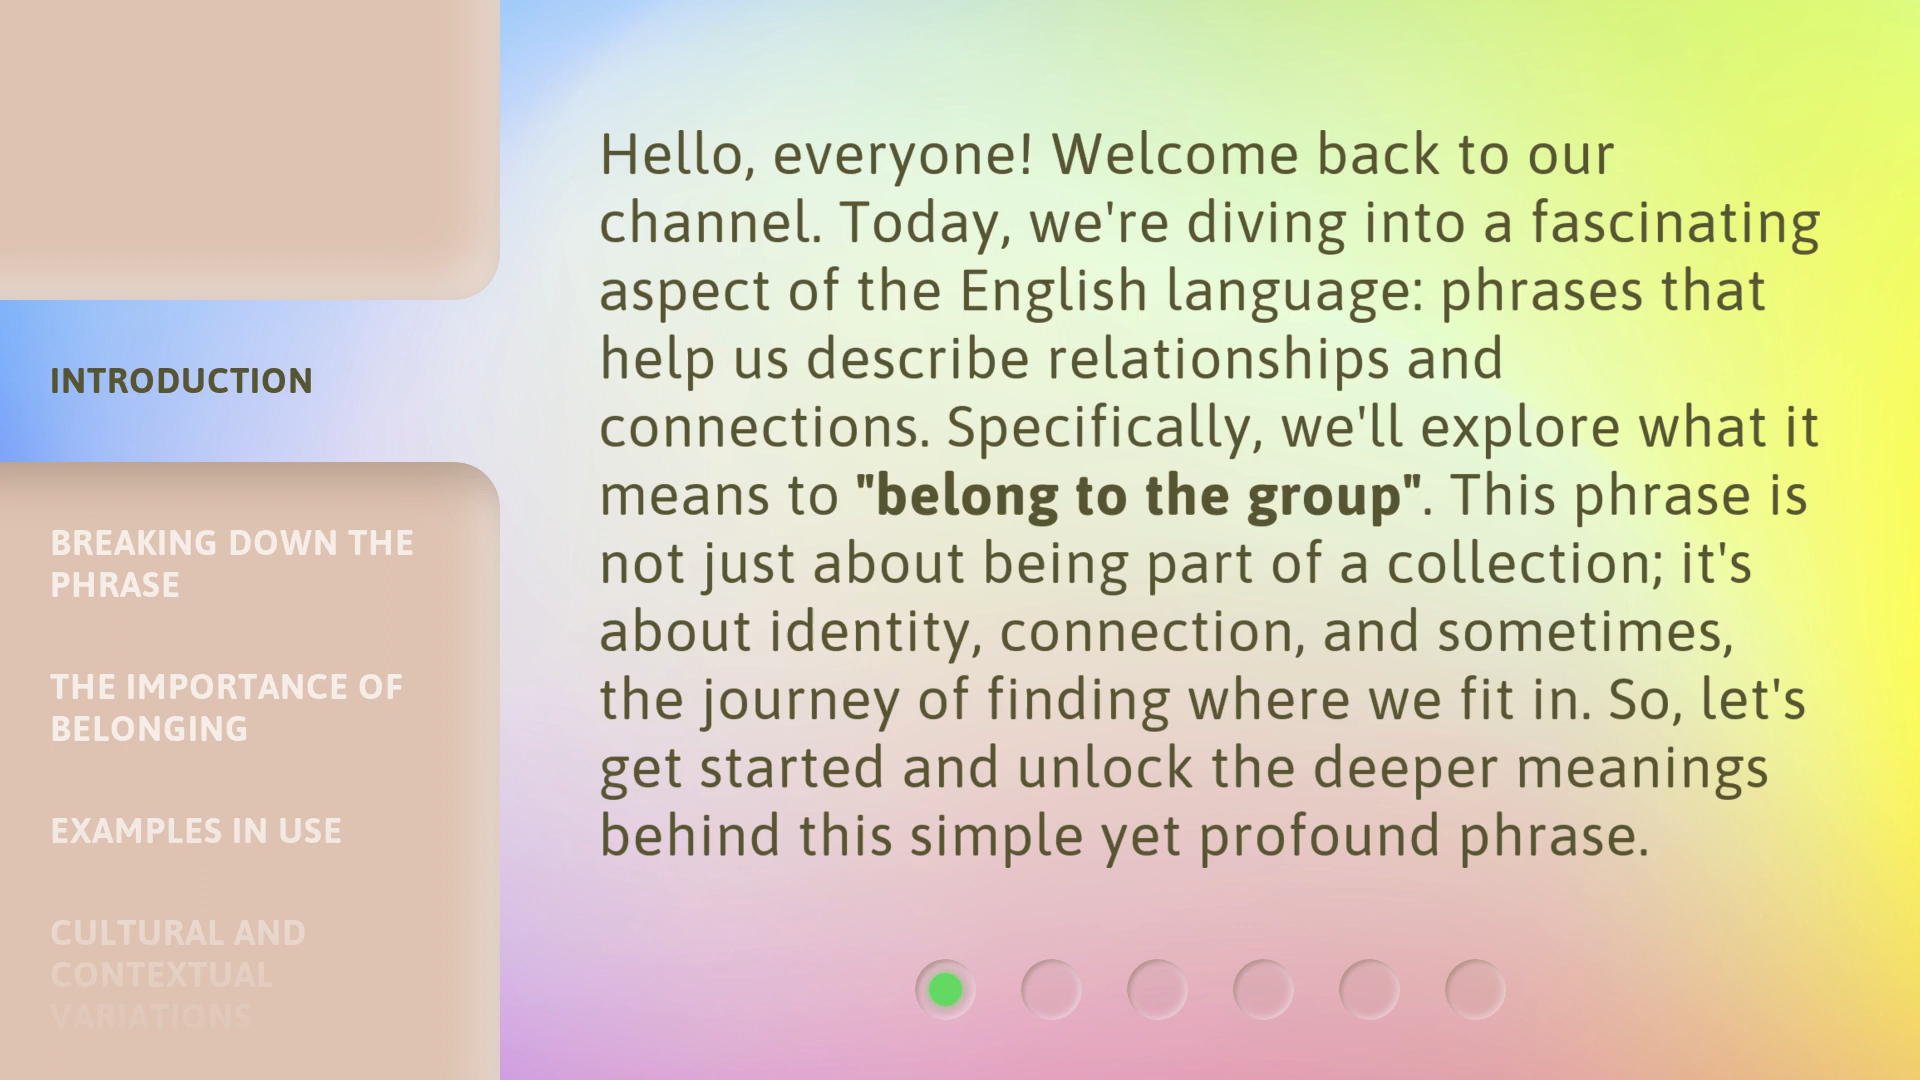 INTRODUCTION
BREAKING DOWN THE
PHRASE
THE IMPORTANCE OF
BELONGING
EXAMPLES IN USE
CULTURAL AND
CONTEXTUAL
VARIATIONS
Hello, everyone! Welcome back to our
channel. Today, we're diving into a fascinating
aspect of the English language: phrases that
help us describe relationships and
connections. Specifically, we'll explore what it
means to "belong to the group". This phrase is
not just about being part of a collection; it's
about identity, connection, and sometimes,
the journey of finding where we fit in. So, let's
get started and unlock the deeper meanings
behind this simple yet profound phrase.